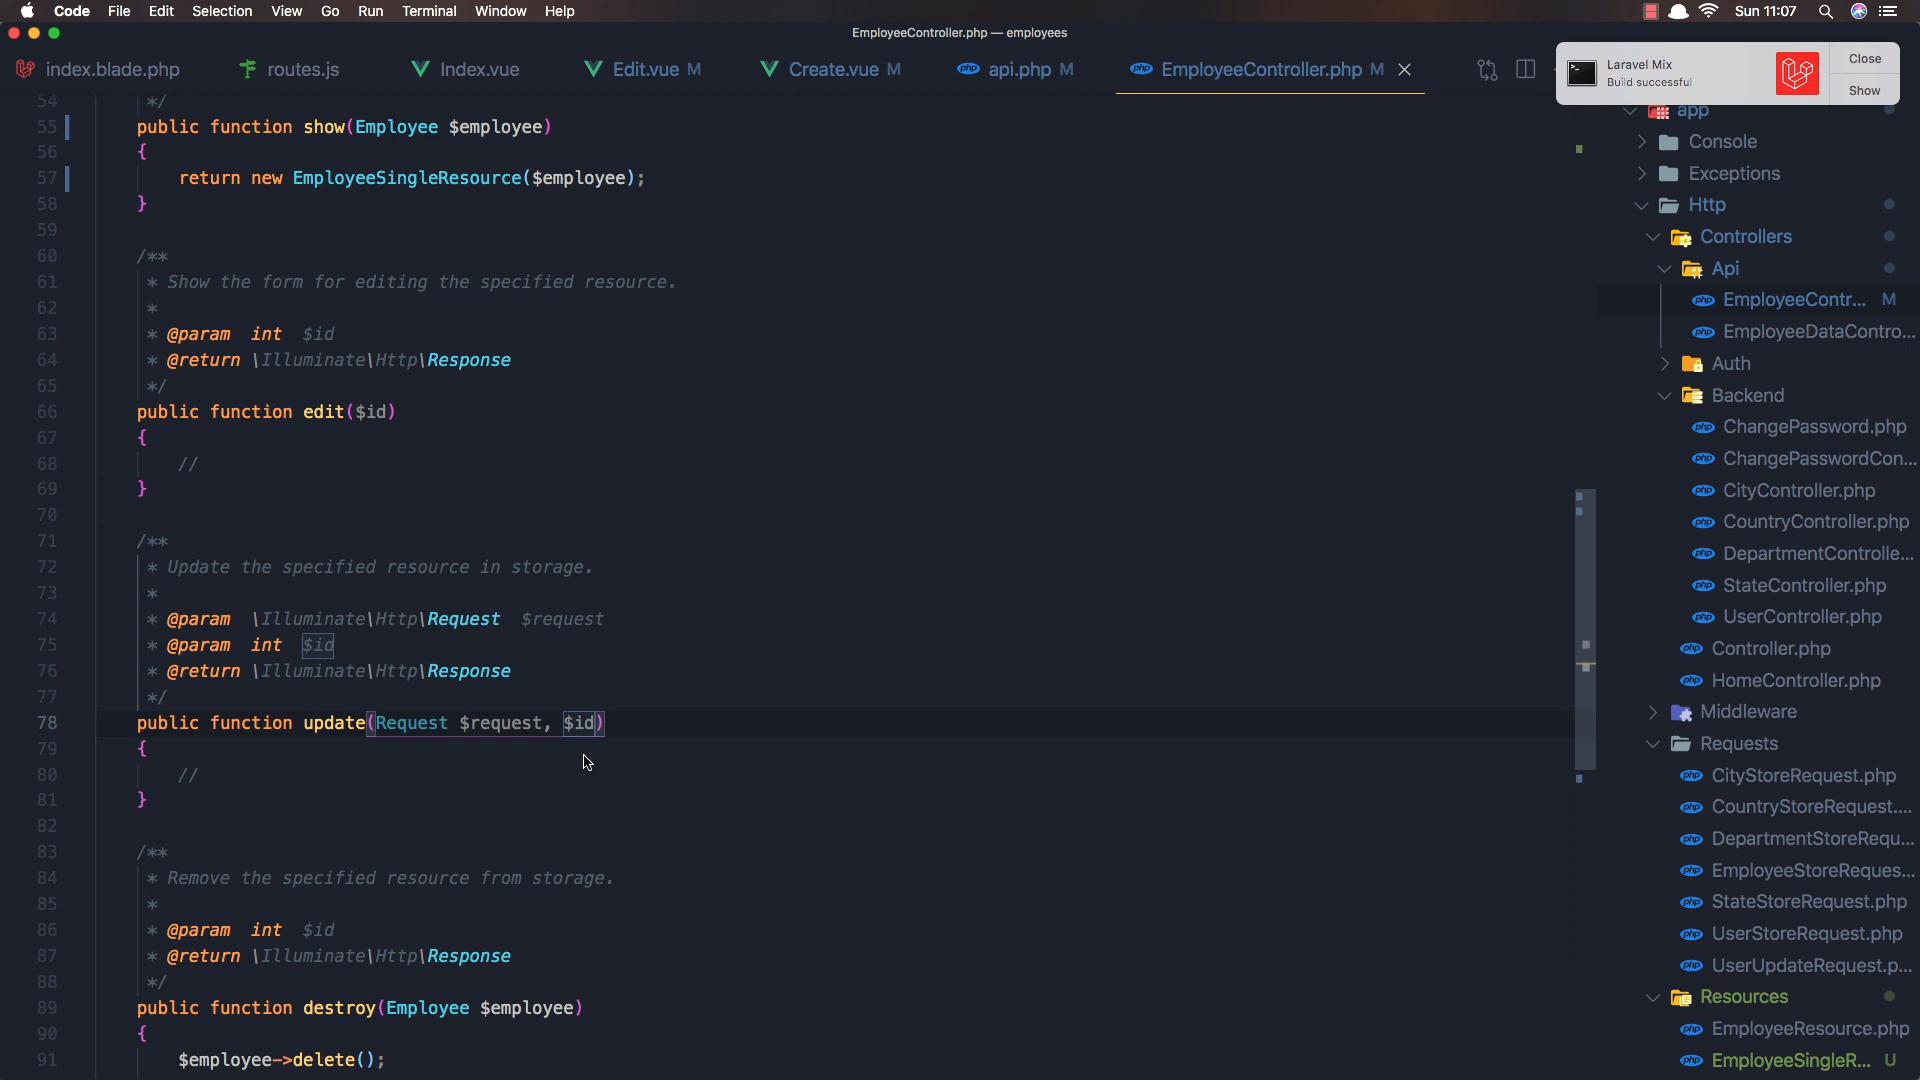 Code File Edit Selection View Go Run Terminal Window Help
Sun 11:07
EmployeeController.php — employees
index.blade.php
routes.js
Index.vue
Edit.vue M
Create.vue M
api.php M
EmployeeController.php M
Laravel Mix
Build successful
Close
Show
54 */
55 public function show(Employee $employee)
56 {
57 return new EmployeeSingleResource($employee);
58 }
59
60 /**
61 * Show the form for editing the specified resource.
62 *
63 * @param int $id
64 * @return \Illuminate\Http\Response
65 */
66 public function edit($id)
67 {
68 //
69 }
70
71 /**
72 * Update the specified resource in storage.
73 *
74 * @param \Illuminate\Http\Request $request
75 * @param int $id
76 * @return \Illuminate\Http\Response
77 */
78 public function update(Request $request, $id)
79 {
80 //
81 }
82
83 /**
84 * Remove the specified resource from storage.
85 *
86 * @param int $id
87 * @return \Illuminate\Http\Response
88 */
89 public function destroy(Employee $employee)
90 {
91 $employee->delete();
app
Console
Exceptions
Http
Controllers
Api
EmployeeContr... M
EmployeeDataContro...
Auth
Backend
ChangePassword.php
ChangePasswordCon...
CityController.php
CountryController.php
DepartmentControlle...
StateController.php
UserController.php
Controller.php
HomeController.php
Middleware
Requests
CityStoreRequest.php
CountryStoreRequest....
DepartmentStoreRequ...
EmployeeStoreReques...
StateStoreRequest.php
UserStoreRequest.php
UserUpdateRequest.p...
Resources
EmployeeResource.php
EmployeeSingleR... U